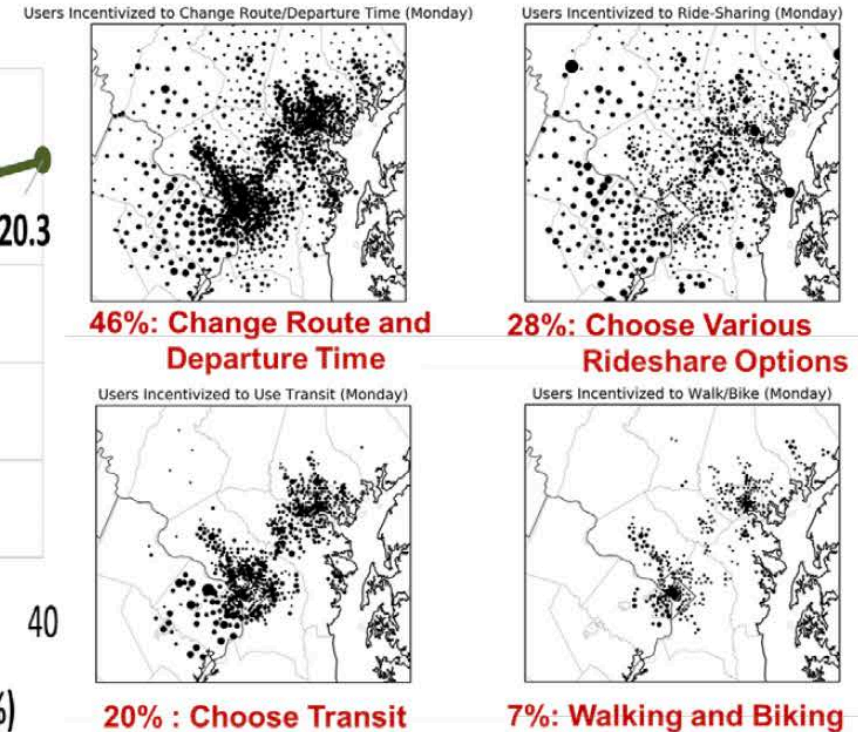 Users Incentivized to Change Route/Departure Time (Monday)
Users Incentivized to Ride-Sharing (Monday)
20.3
46%: Change Route and
Departure Time
28%: Choose Various
Rideshare Options
Users Incentivized to Use Transit (Monday)
Users Incentivized to Walk/Bike (Monday)
40
%)
20% : Choose Transit
7%: Walking and Biking